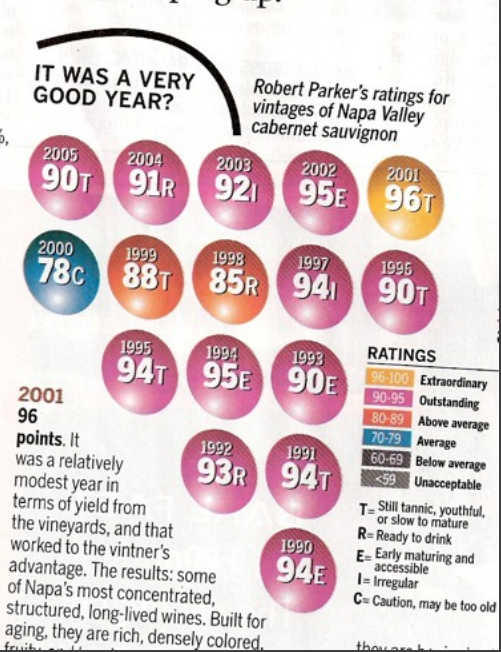 IT WAS A VERY
GOOD YEAR?
Robert Parker's ratings for
vintages of Napa Valley
cabernet sauvignon
2005
90T
2004
91R
2003
92I
2002
95E
2001
96T
2000
78C
1999
88T
1998
85R
1997
94I
1996
90T
1995
94T
1994
95E
1993
90E
1992
93R
1991
94T
1990
94E
RATINGS
96-100 Extraordinary
90-95 Outstanding
80-89 Above average
70-79 Average
60-69 Below average
<59 Unacceptable
T= Still tannic, youthful,
or slow to mature
R= Ready to drink
E= Early maturing and
accessible
I= Irregular
C= Caution, may be too old
2001
96
points. It
was a relatively
modest year in
terms of yield from
the vineyards, and that
worked to the vintner's
advantage. The results: some
of Napa's most concentrated,
structured, long-lived wines. Built for
aging, they are rich, densely colored,